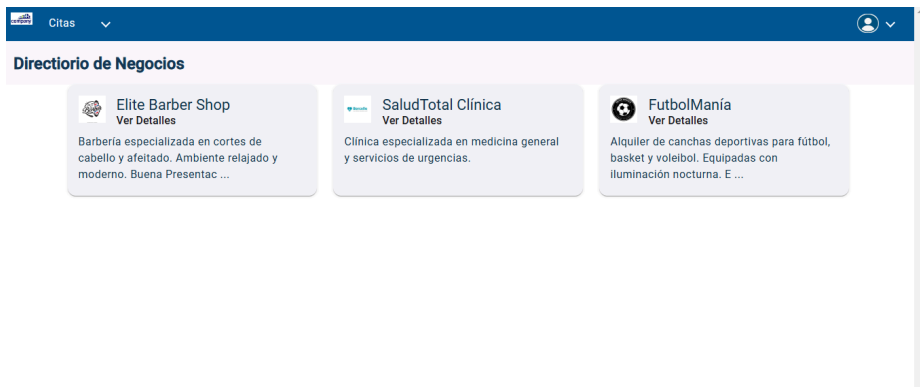 company
Citas
Directiorio de Negocios
Elite Barber Shop
Ver Detalles
Barbería especializada en cortes de
cabello y afeitado. Ambiente relajado y
moderno. Buena Presentac ...
SaludTotal Clínica
Ver Detalles
Clínica especializada en medicina general
y servicios de urgencias.
FutbolManía
Ver Detalles
Alquiler de canchas deportivas para fútbol,
basket y voleibol. Equipadas con
iluminación nocturna. E ...